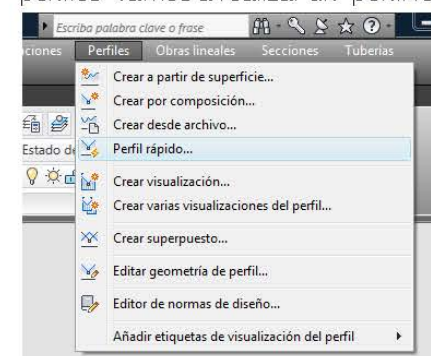 Escriba palabra clave o frase
ciones Perfiles Obras lineales Secciones Tuberías
Crear a partir de superficie...
Crear por composición...
Crear desde archivo...
Estado de
Perfil rápido...
Crear visualización...
Crear varias visualizaciones del perfil...
Crear superpuesto...
Editar geometría de perfil...
Editor de normas de diseño...
Añadir etiquetas de visualización del perfil